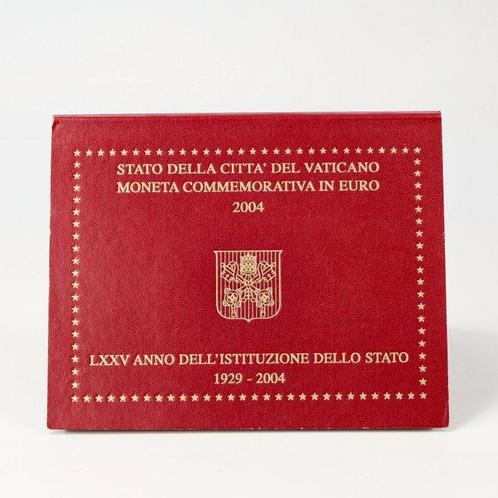 STATO DELLA CITTA' DEL VATICANO
MONETA COMMEMORATIVA IN EURO
2004
LXXV ANNO DELL'ISTITUZIONE DELLO STATO
1929 - 2004